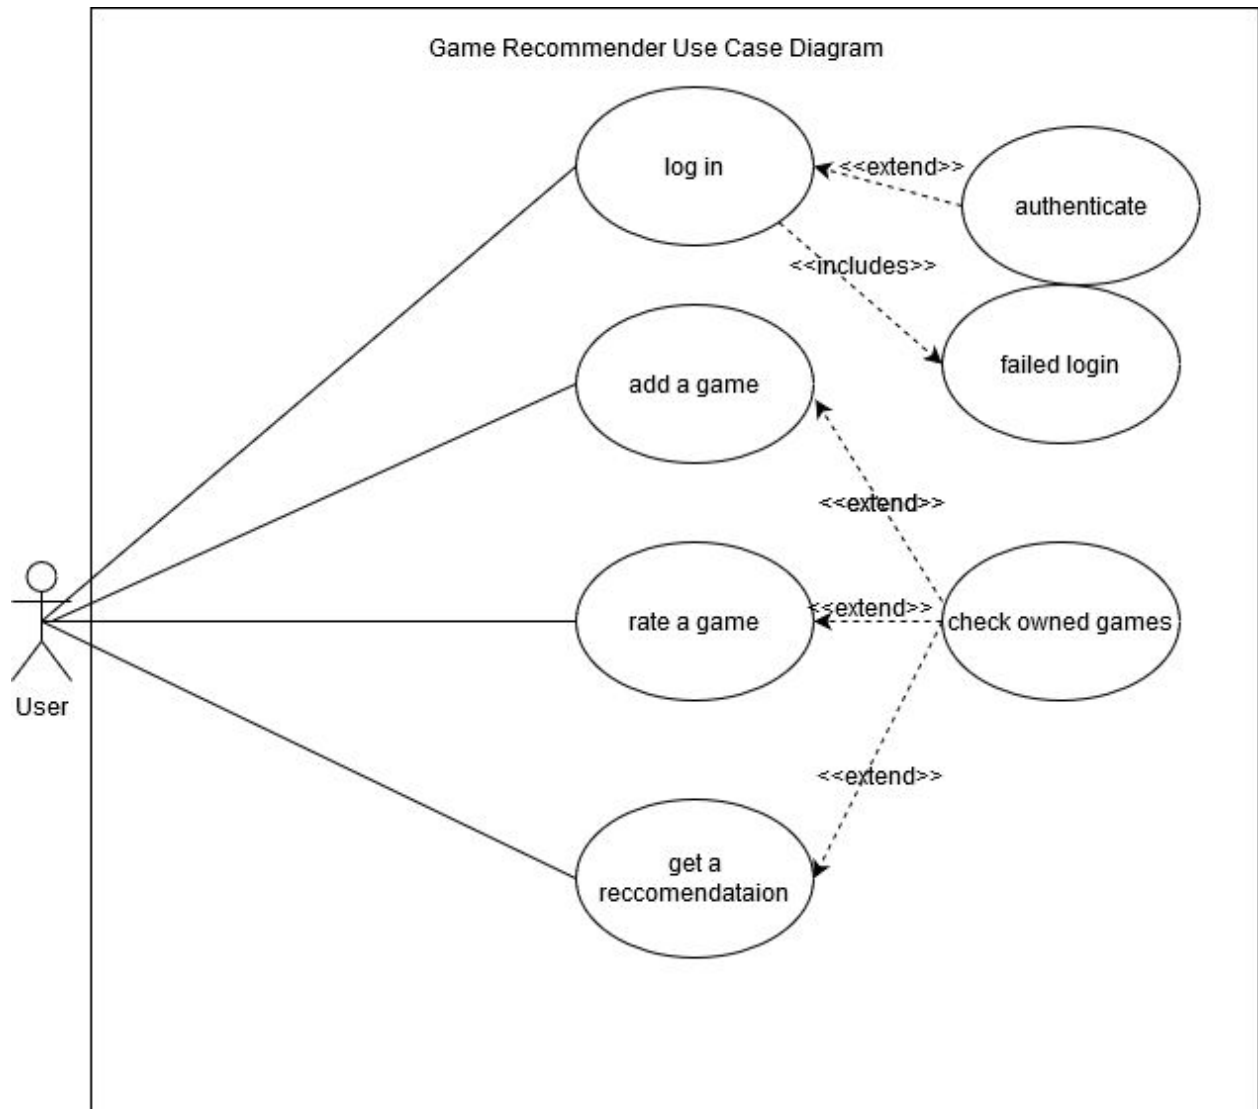 Game Recommender Use Case Diagram
log in
<<extend>>
authenticate
<<includes>>
failed login
add a game
<<extend>>
rate a game
<<extend>>
check owned games
User
<<extend>>
get a
reccomendataion